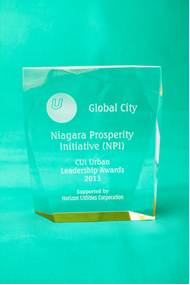 U
Global City
Niagara Prosperity
Initiative (NPI)
CUI Urban
Leadership Awards
2013
Supported by
Horizon Utilities Corporation